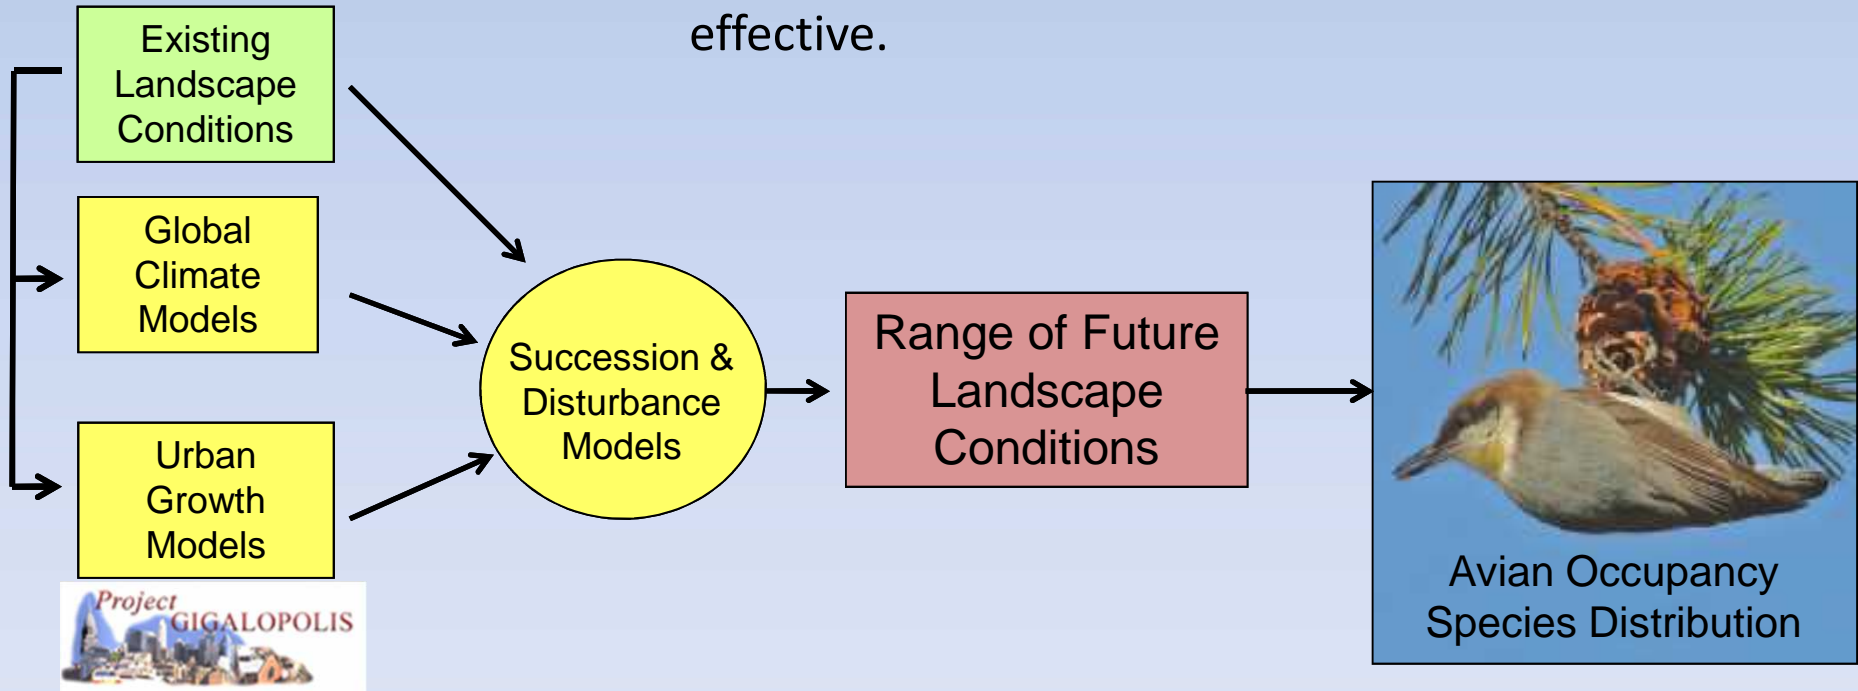 effective.
Existing
Landscape
Conditions
Global
Climate
Models
Urban
Growth
Models
Project
GIGALOPOLIS
Succession &
Disturbance
Models
Range of Future
Landscape
Conditions
Avian Occupancy
Species Distribution